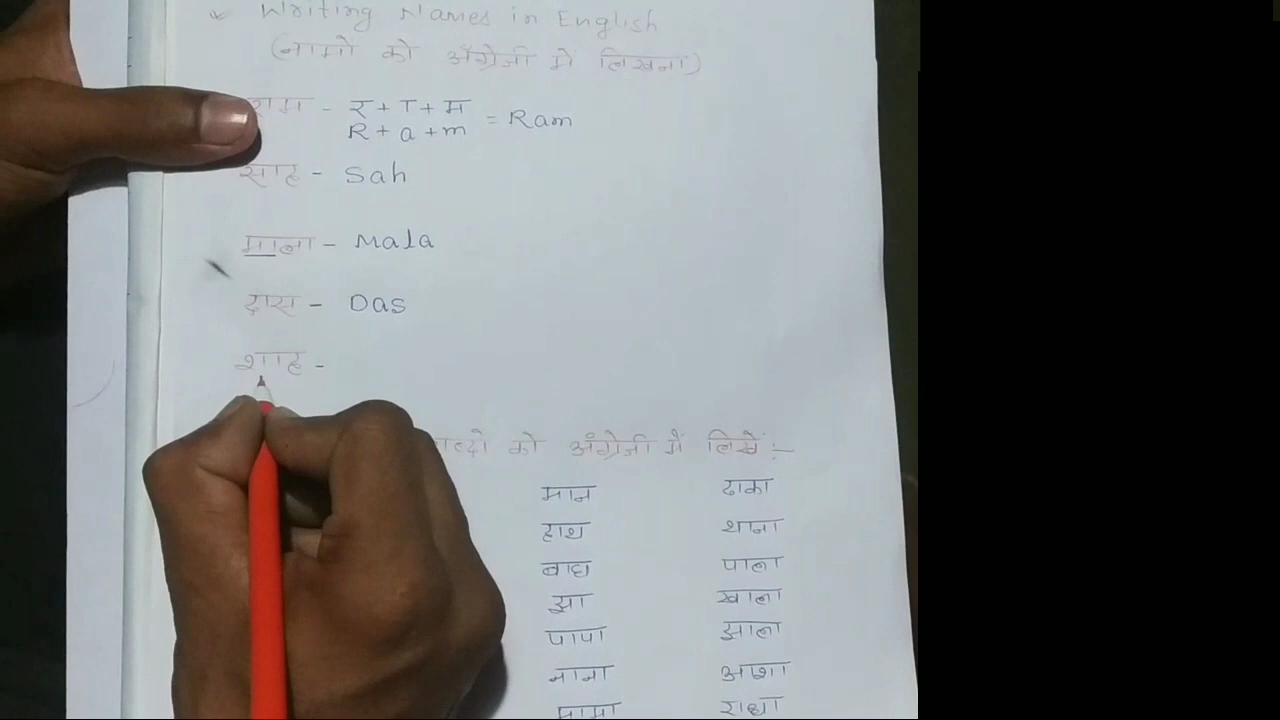 Writing Names in English
(नामो को अँग्रेजी में लिखना)
राम - र + ा + म
R + a + m = Ram
साह - Sah
माला - Mala
दास - Das
शाह -
को अंग्रेजी में लिखें :-
मान ढाका
हाथ थाना
बाघ पाला
झा खाला
पापा झाला
नाना आशा
मामा राधा